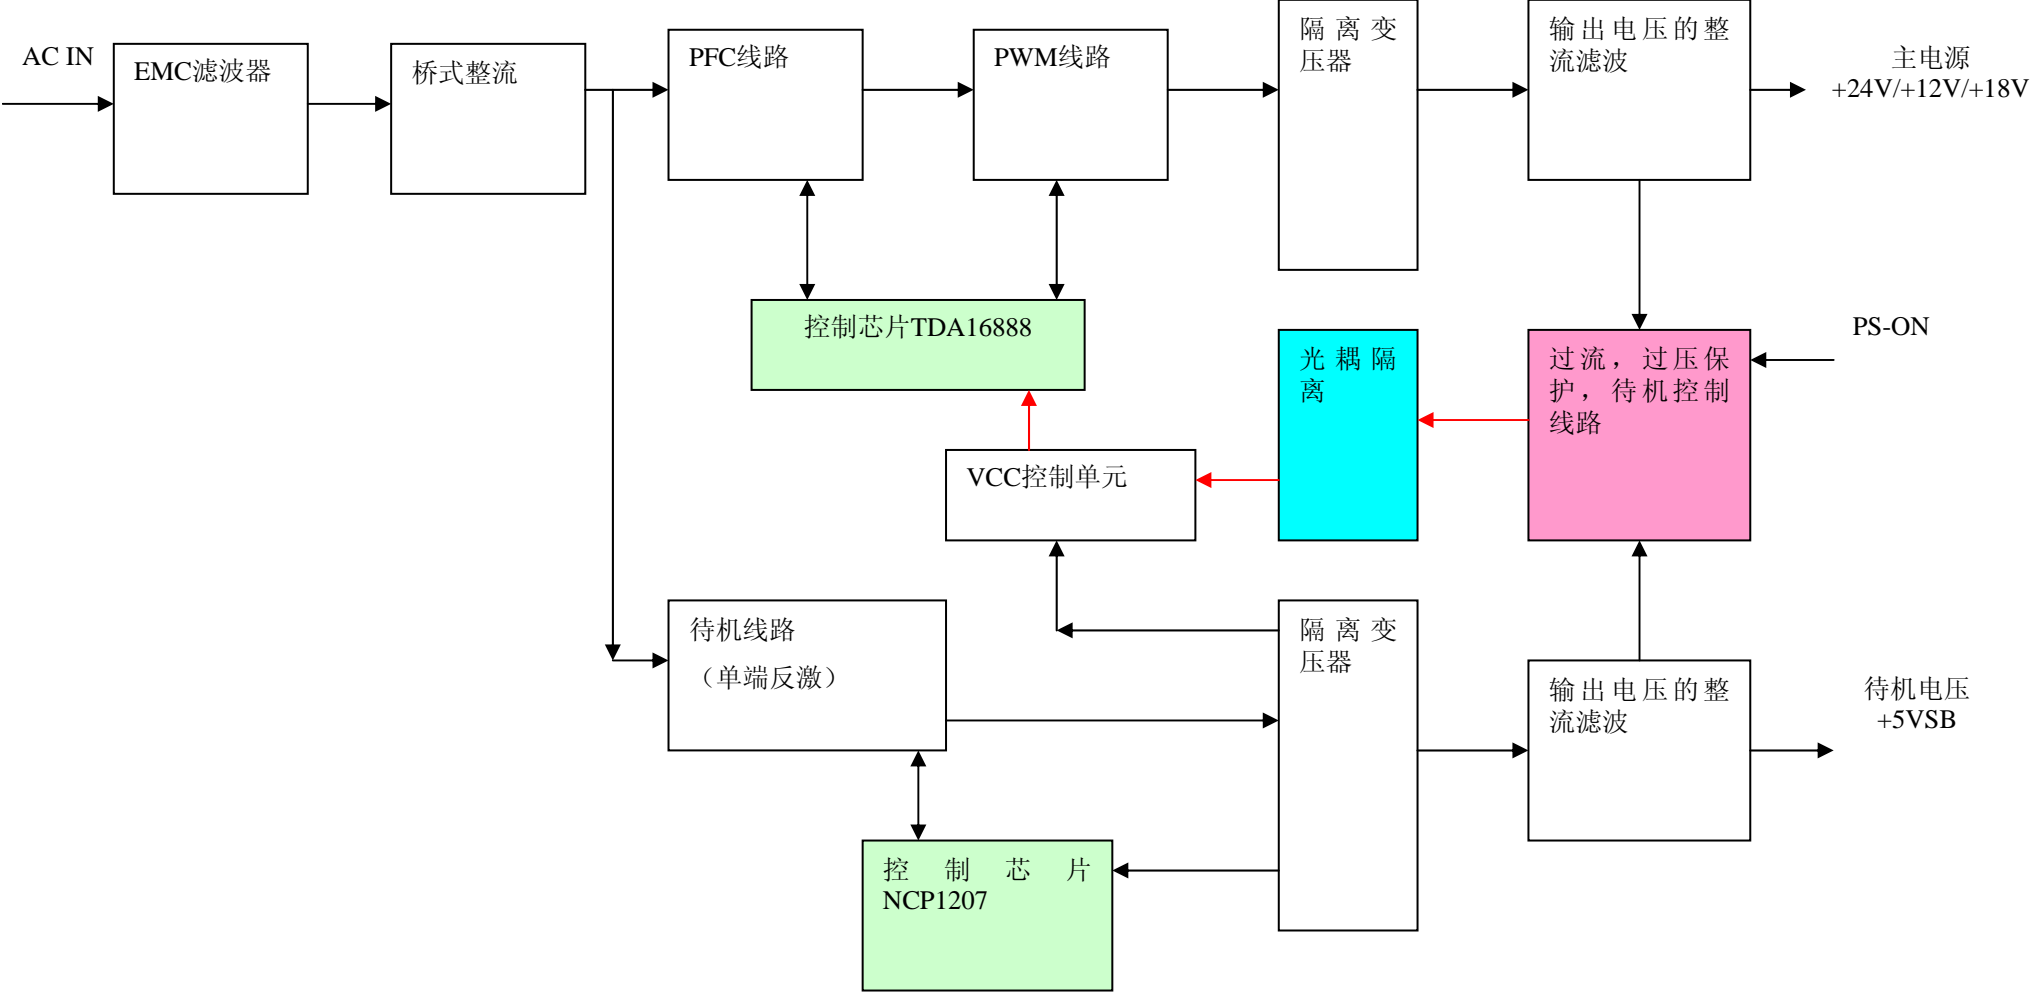 AC IN
EMC滤波器
桥式整流
PFC线路
PWM线路
隔离变
压器
输出电压的整
流滤波
主电源
+24V/+12V/+18V
控制芯片TDA16888
光耦隔
离
过流，过压保
护，待机控制
线路
PS-ON
VCC控制单元
待机线路
（单端反激）
隔离变
压器
输出电压的整
流滤波
待机电压
+5VSB
控制芯片
NCP1207